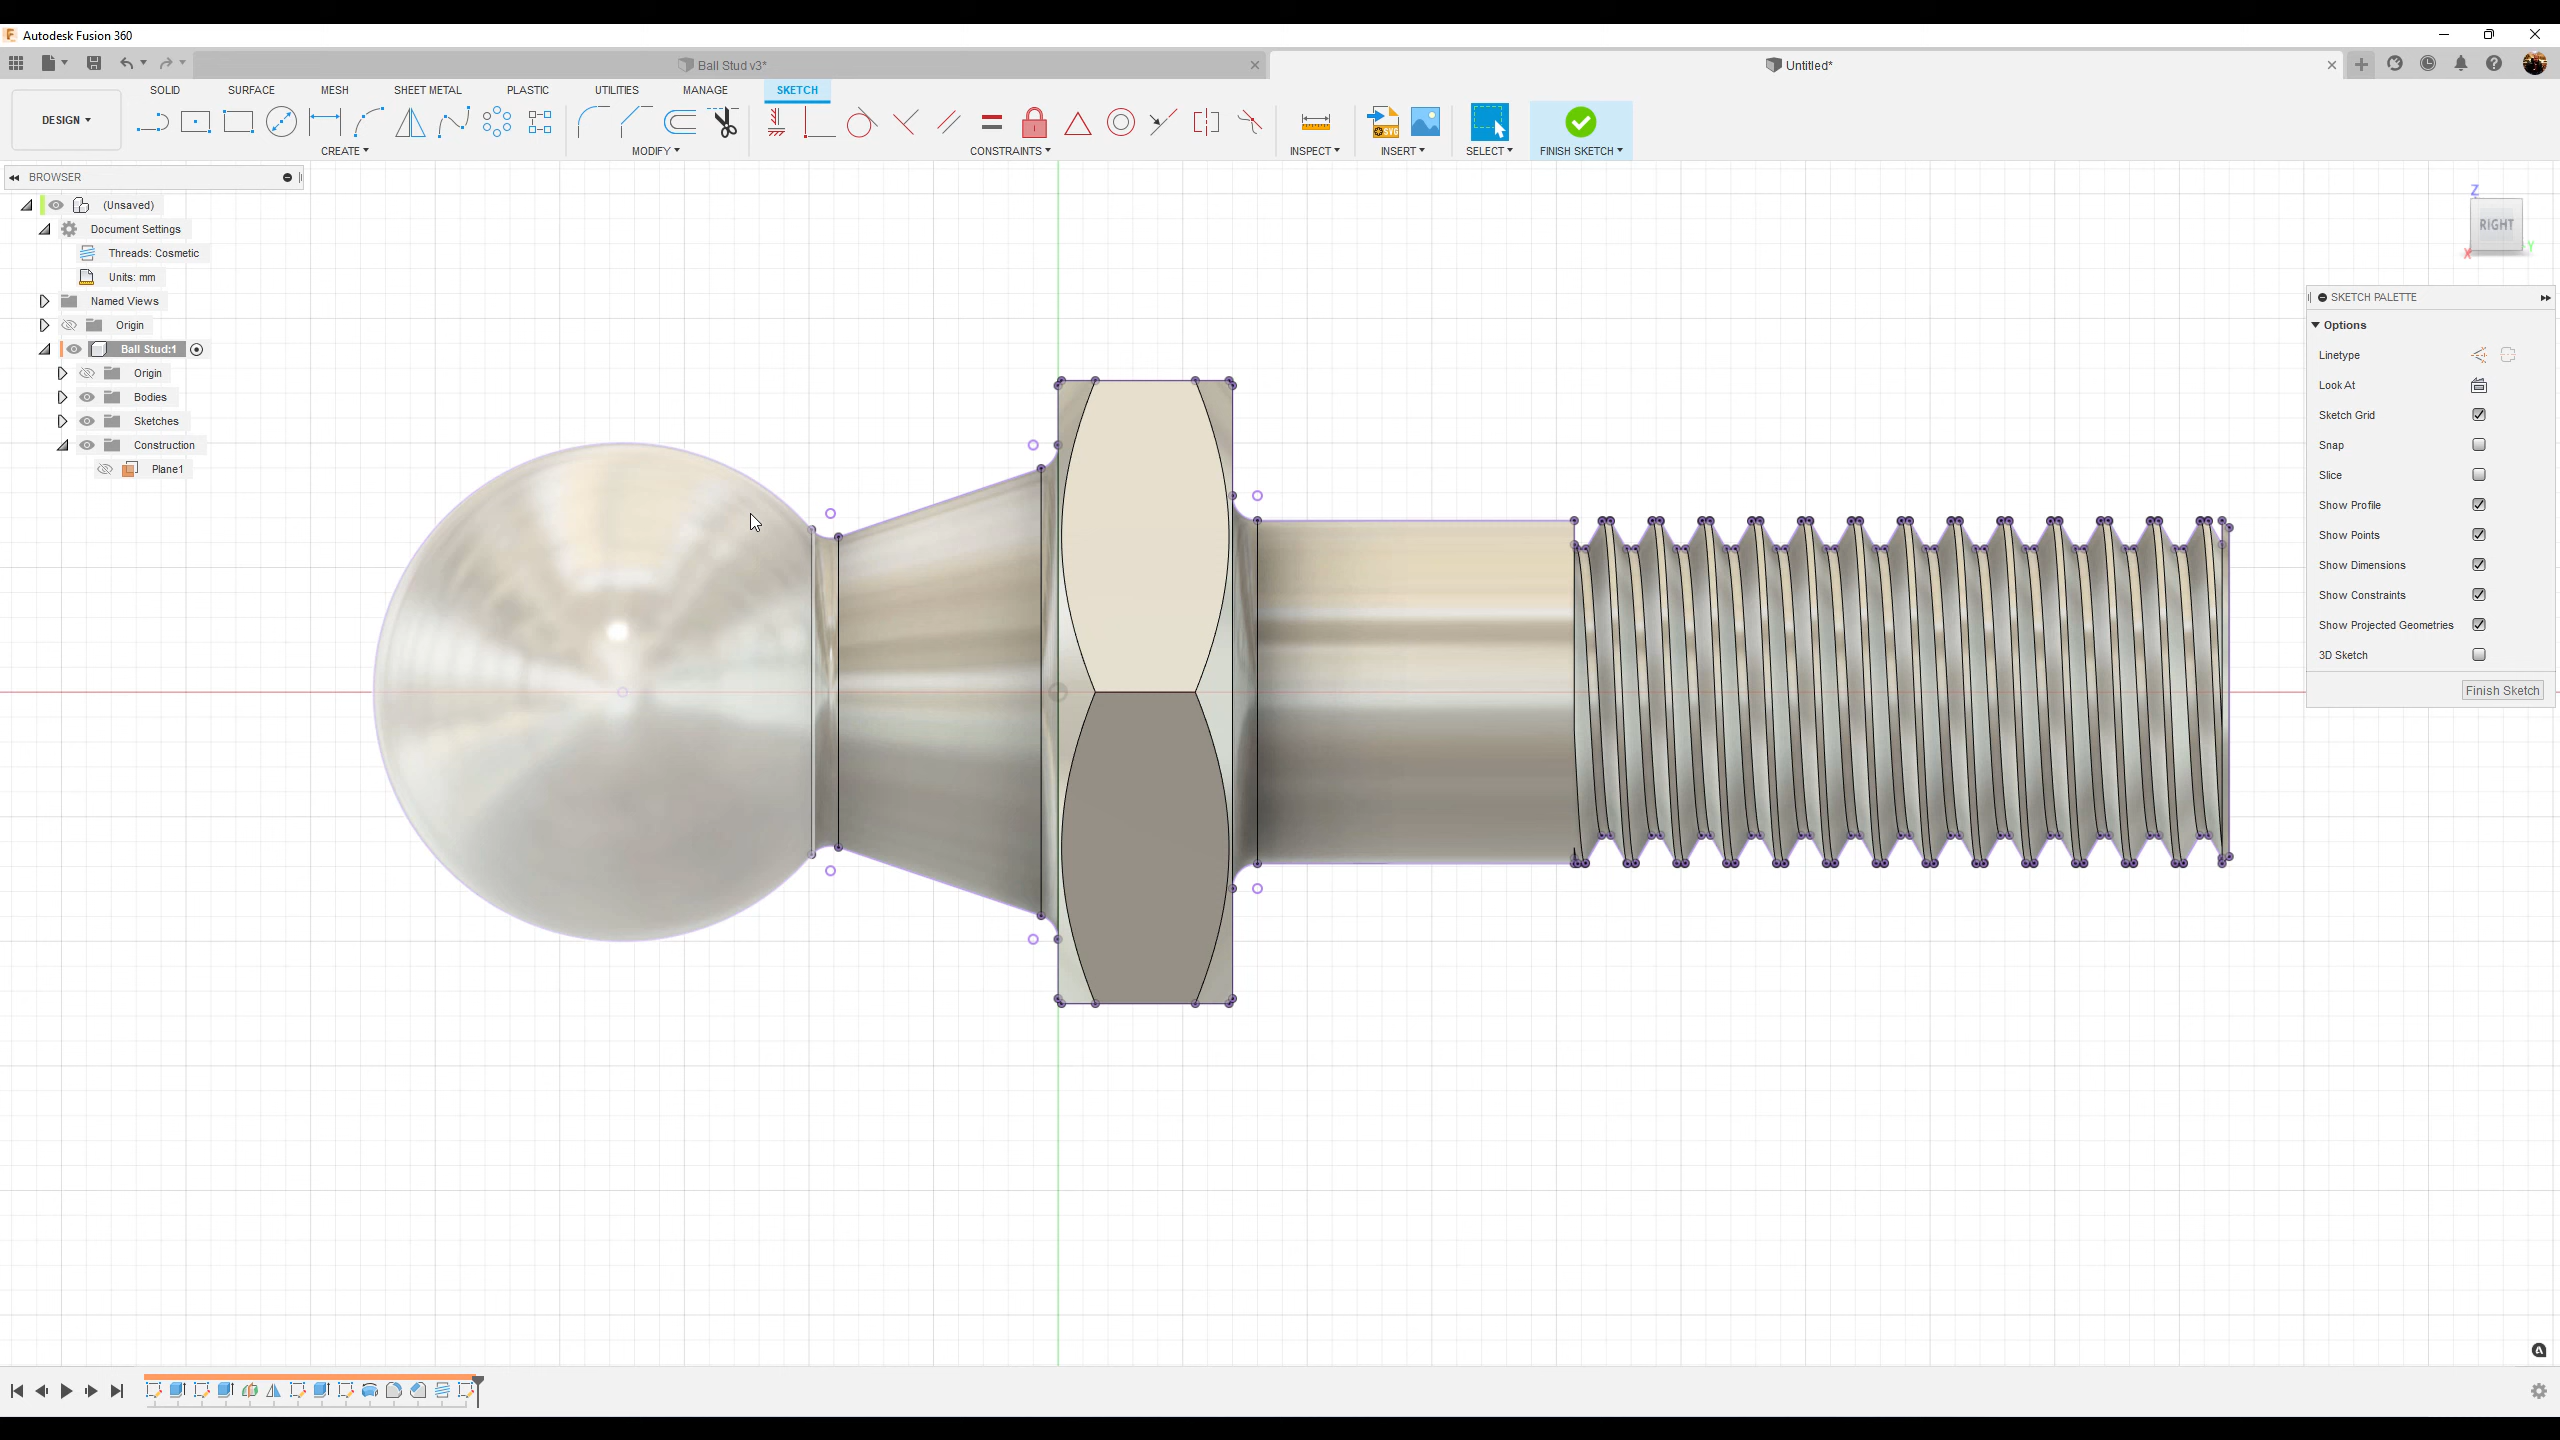 Autodesk Fusion 360
Ball Stud v3*
Untitled*
SOLID SURFACE MESH SHEET METAL PLASTIC UTILITIES MANAGE SKETCH
DESIGN
CREATE MODIFY CONSTRAINTS INSPECT INSERT SELECT FINISH SKETCH
BROWSER
(Unsaved)
Document Settings
Threads: Cosmetic
Units: mm
Named Views
Origin
Ball Stud:1
Origin
Bodies
Sketches
Construction
Plane1
Z
RIGHT
Y
X
SKETCH PALETTE
Options
Linetype
Look At
Sketch Grid
Snap
Slice
Show Profile
Show Points
Show Dimensions
Show Constraints
Show Projected Geometries
3D Sketch
Finish Sketch